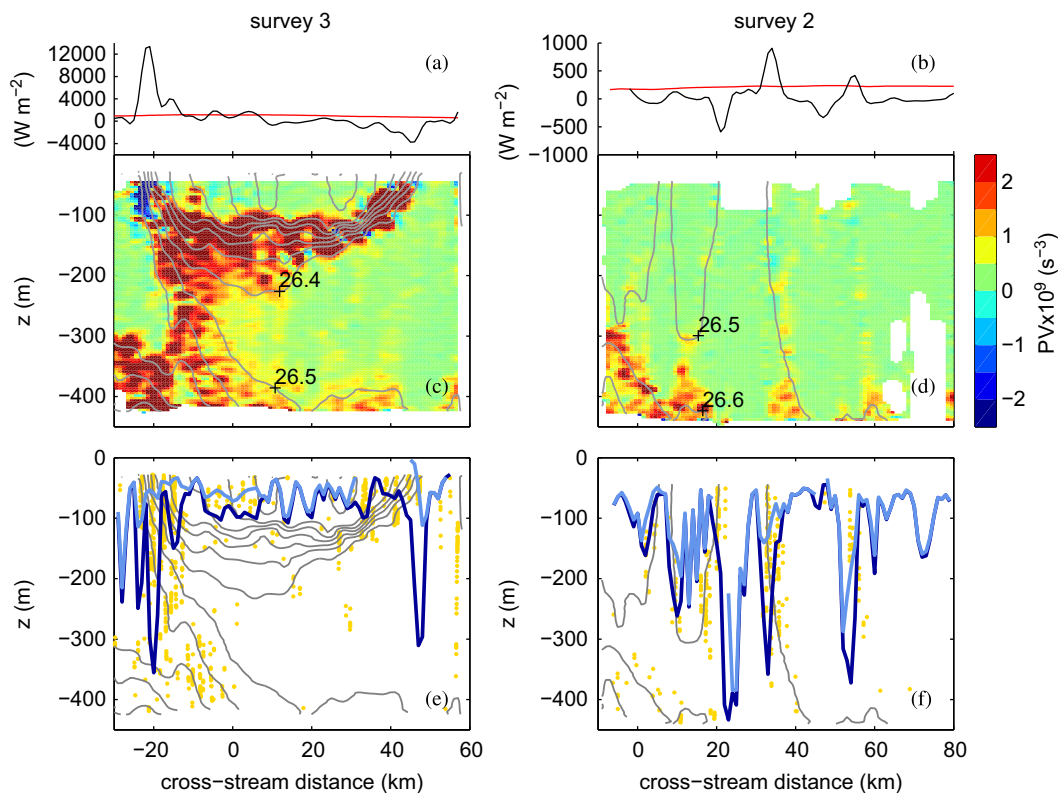 survey 3
survey 2
(W m−2)
12000
8000
4000
0
−4000
(a)
(W m−2)
1000
500
0
−500
−1000
(b)
z (m)
−100
−200
−300
−400
26.4
26.5
(c)
26.5
26.6
(d)
2
1
0
−1
−2
PV×10⁹ (s⁻³)
z (m)
0
−100
−200
−300
−400
(e)
−20
0
20
40
60
cross−stream distance (km)
z (m)
0
−100
−200
−300
−400
(f)
0
20
40
60
80
cross−stream distance (km)